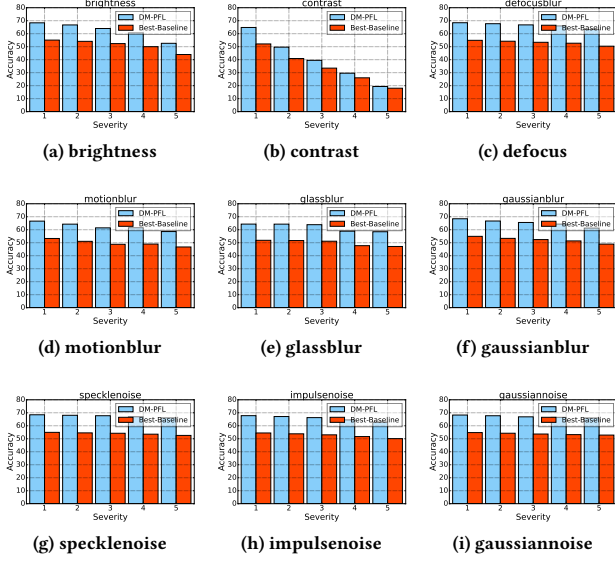 brightness
80
70
60
50
40
30
20
10
0
Accuracy
DM-PFL
Best-Baseline
1 2 3 4 5
Severity
(a) brightness
contrast
80
70
60
50
40
30
20
10
0
Accuracy
DM-PFL
Best-Baseline
1 2 3 4 5
Severity
(b) contrast
defocusblur
80
70
60
50
40
30
20
10
0
Accuracy
DM-PFL
Best-Baseline
1 2 3 4 5
Severity
(c) defocus
motionblur
80
70
60
50
40
30
20
10
0
Accuracy
DM-PFL
Best-Baseline
1 2 3 4 5
Severity
(d) motionblur
glassblur
80
70
60
50
40
30
20
10
0
Accuracy
DM-PFL
Best-Baseline
1 2 3 4 5
Severity
(e) glassblur
gaussianblur
80
70
60
50
40
30
20
10
0
Accuracy
DM-PFL
Best-Baseline
1 2 3 4 5
Severity
(f) gaussianblur
specklenoise
80
70
60
50
40
30
20
10
0
Accuracy
DM-PFL
Best-Baseline
1 2 3 4 5
Severity
(g) specklenoise
impulsenoise
80
70
60
50
40
30
20
10
0
Accuracy
DM-PFL
Best-Baseline
1 2 3 4 5
Severity
(h) impulsenoise
gaussiannoise
80
70
60
50
40
30
20
10
0
Accuracy
DM-PFL
Best-Baseline
1 2 3 4 5
Severity
(i) gaussiannoise